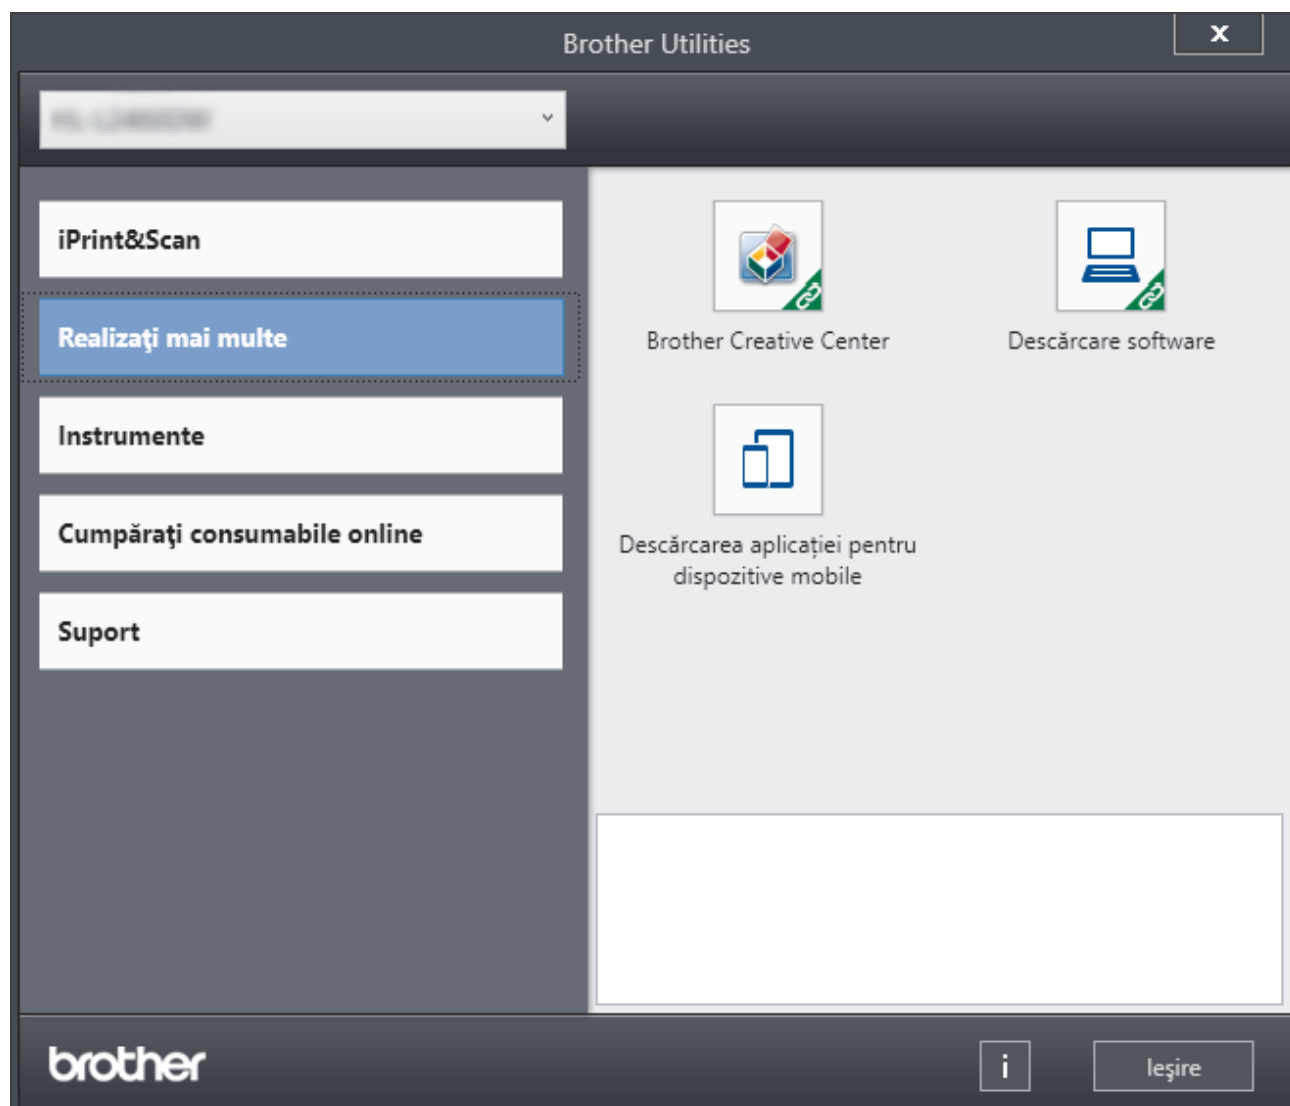 Brother Utilities
x
iPrint&Scan
Realizaţi mai multe
Instrumente
Cumpăraţi consumabile online
Suport
Brother Creative Center
Descărcare software
Descărcarea aplicației pentru
dispozitive mobile
brother
i
Ieşire